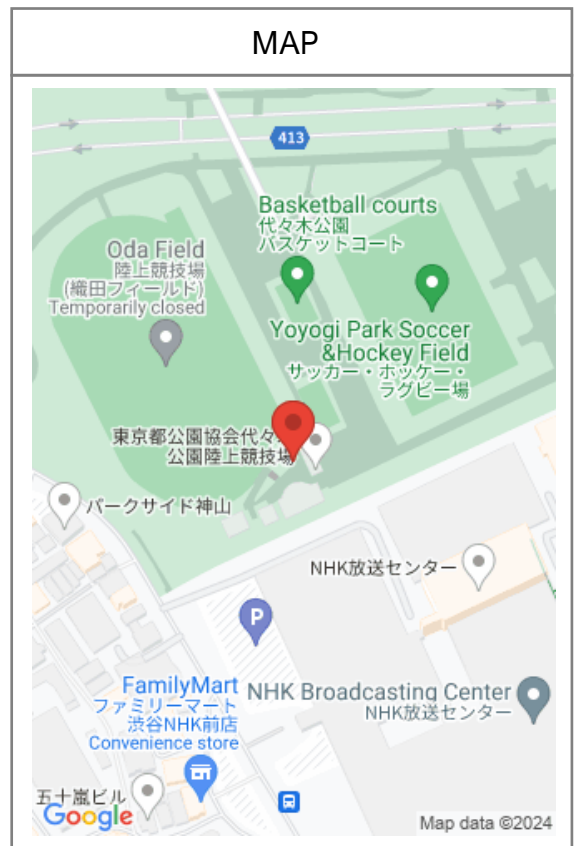 MAP
413
Basketball courts
代々木公園
バスケットコート
Oda Field
陸上競技場
(織田フィールド)
Temporarily closed
Yoyogi Park Soccer
&Hockey Field
サッカー・ホッケー・
ラグビー場
東京都公園協会代々
公園陸上競技場
パークサイド神山
NHK放送センター
P
FamilyMart
ファミリーマート
渋谷NHK前店
Convenience store
NHK Broadcasting Center
NHK放送センター
五十嵐ビル
Google
Map data ©2024